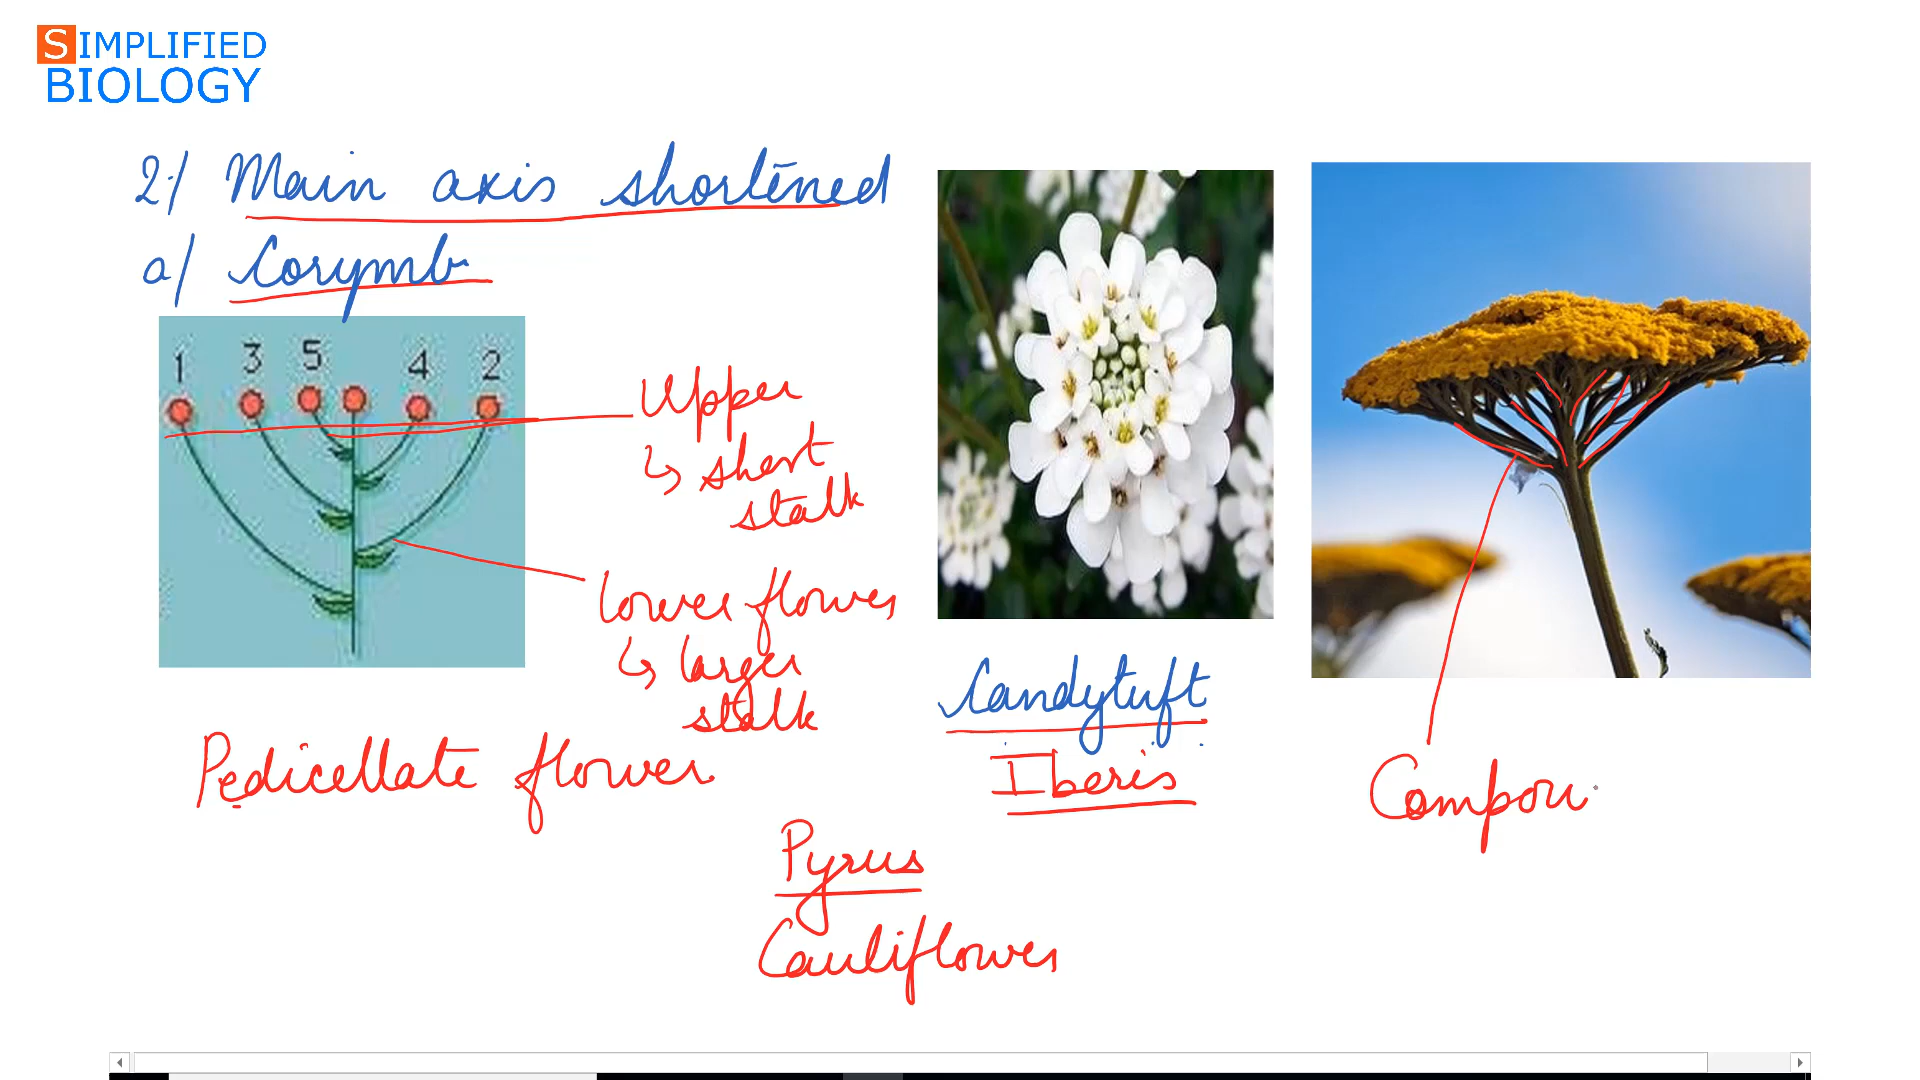 SIMPLIFIED
BIOLOGY
2·/ Main axis shortened
a/ Corymb
1 3 5 4 2
Upper
↳ short
stalk
Lower flower
↳ larger
stalk
Pedicellate flower
Candytuft
Iberis
Pyrus
Cauliflower
Compou